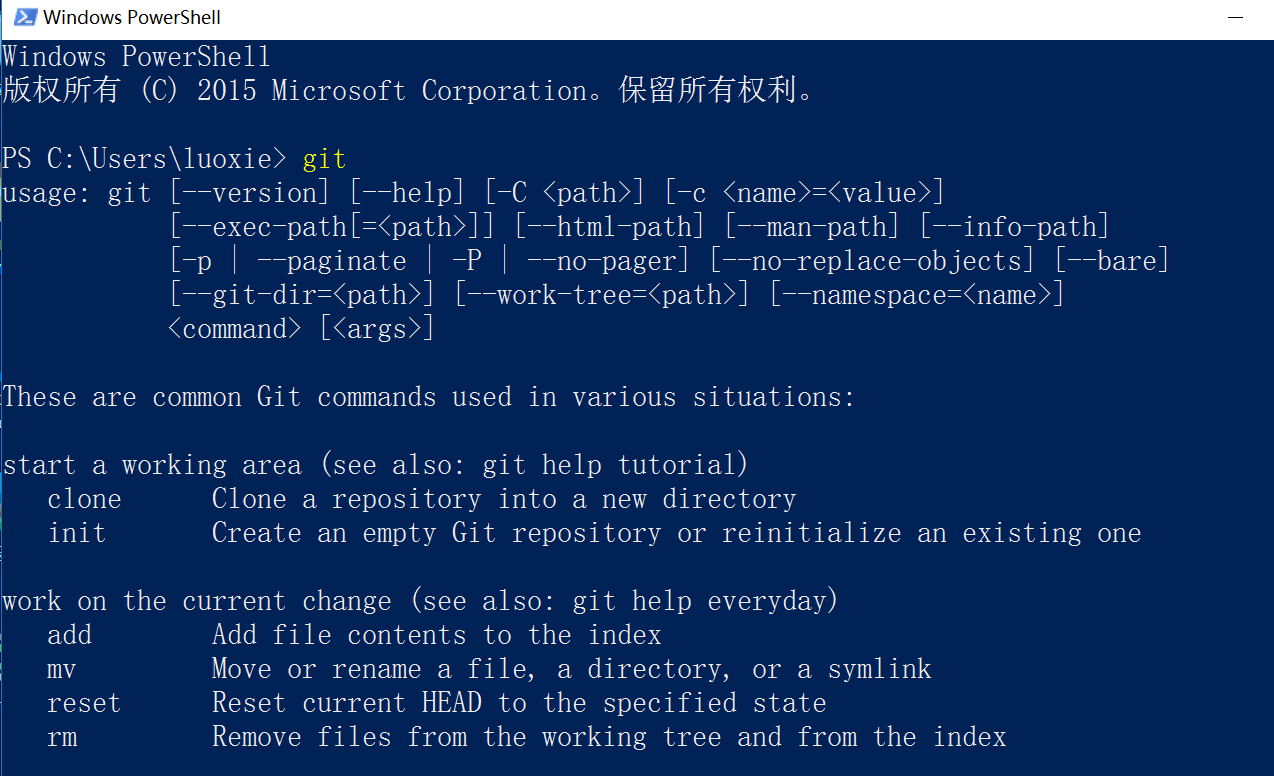 Windows PowerShell
Windows PowerShell
版权所有 (C) 2015 Microsoft Corporation。保留所有权利。
PS C:\Users\luoxie> git
usage: git [--version] [--help] [-C <path>] [-c <name>=<value>]
[--exec-path[=<path>]] [--html-path] [--man-path] [--info-path]
[-p | --paginate | -P | --no-pager] [--no-replace-objects] [--bare]
[--git-dir=<path>] [--work-tree=<path>] [--namespace=<name>]
<command> [<args>]
These are common Git commands used in various situations:
start a working area (see also: git help tutorial)
clone Clone a repository into a new directory
init Create an empty Git repository or reinitialize an existing one
work on the current change (see also: git help everyday)
add Add file contents to the index
mv Move or rename a file, a directory, or a symlink
reset Reset current HEAD to the specified state
rm Remove files from the working tree and from the index